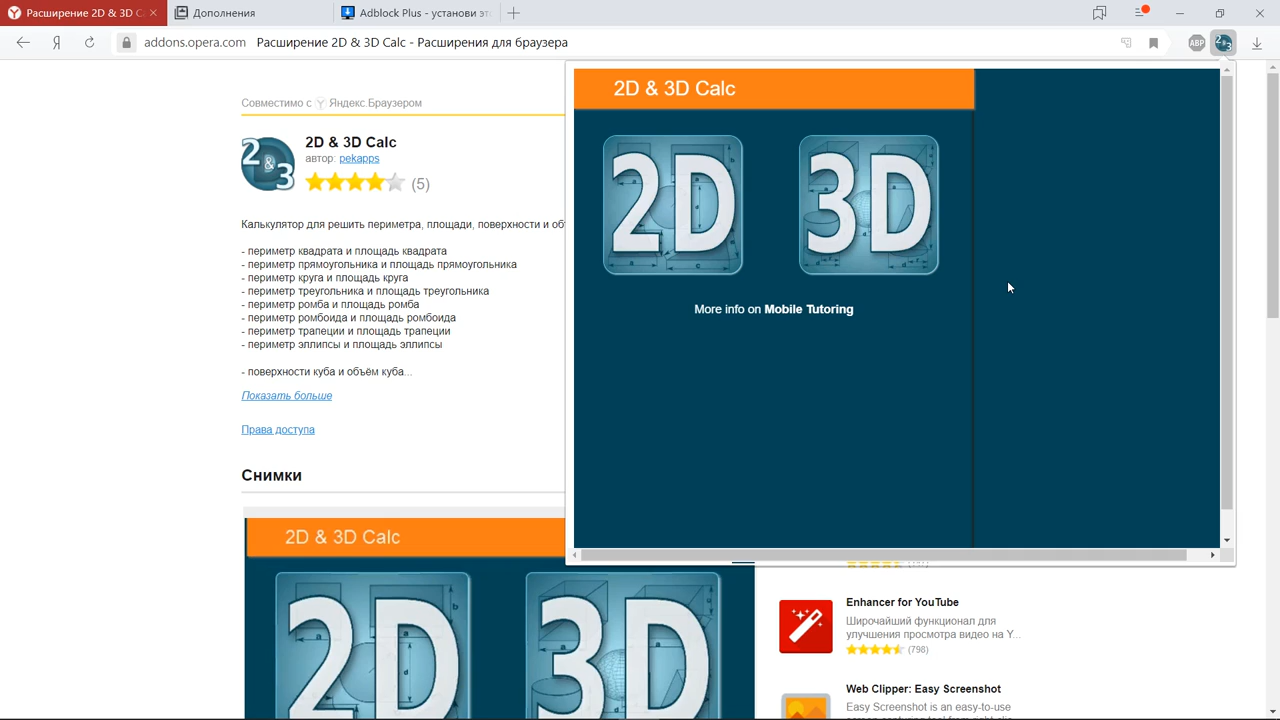 Расширение 2D & 3D C
Дополнения
Adblock Plus - установи эт
Я
addons.opera.com Расширение 2D & 3D Calc - Расширения для браузера
ABP
2&3
Совместимо с Яндекс.Браузером
2&3
2D & 3D Calc
автор: pekapps
(5)
Калькулятор для решить периметра, площади, поверхности и об
- периметр квадрата и площадь квадрата
- периметр прямоугольника и площадь прямоугольника
- периметр круга и площадь круга
- периметр треугольника и площадь треугольника
- периметр ромба и площадь ромба
- периметр ромбоида и площадь ромбоида
- периметр трапеции и площадь трапеции
- периметр эллипсы и площадь эллипсы
- поверхности куба и объём куба...
Показать больше
Права доступа
Снимки
2D & 3D Calc
2D
3D
2D & 3D Calc
2D
3D
More info on Mobile Tutoring
Enhancer for YouTube
Широчайший функционал для
улучшения просмотра видео на Y...
(798)
Web Clipper: Easy Screenshot
Easy Screenshot is an easy-to-use